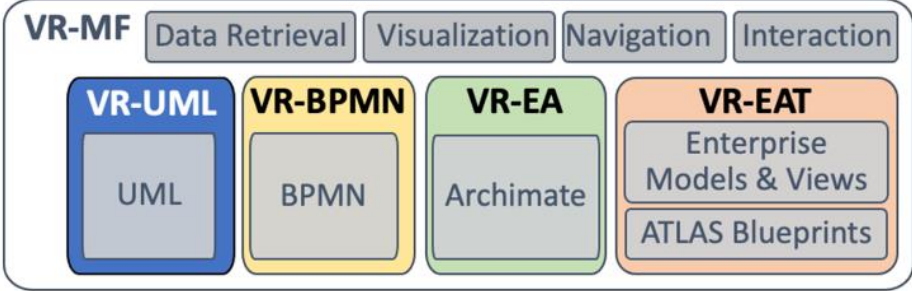 VR-MF Data Retrieval Visualization Navigation Interaction
VR-UML VR-BPMN VR-EA VR-EAT
UML BPMN Archimate Enterprise
Models & Views
ATLAS Blueprints